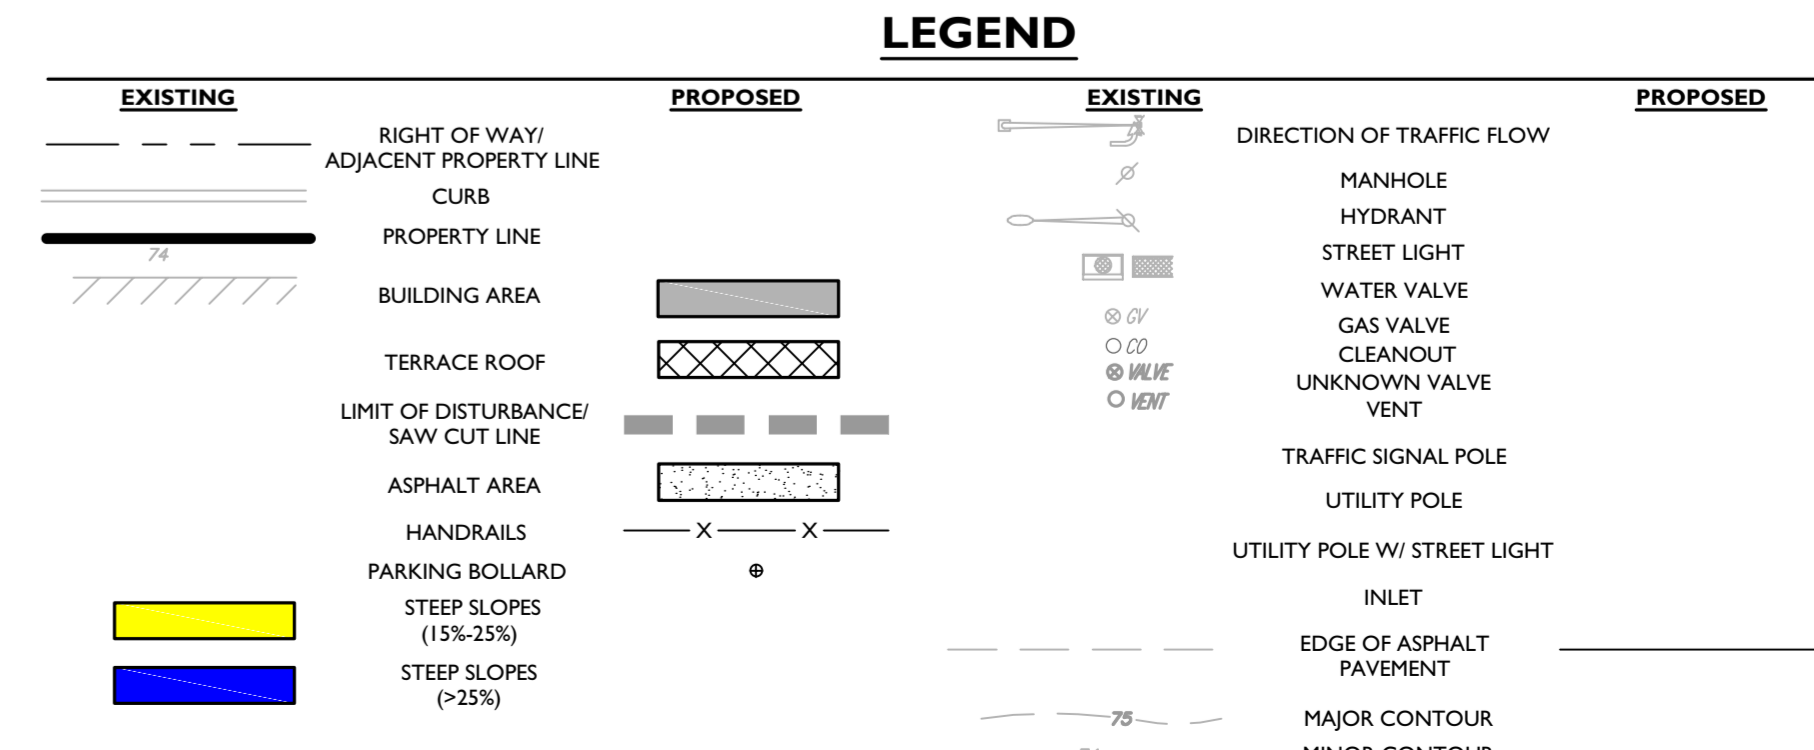 LEGEND
EXISTING
PROPOSED
EXISTING
PROPOSED
RIGHT OF WAY/
ADJACENT PROPERTY LINE
CURB
PROPERTY LINE
74
BUILDING AREA
TERRACE ROOF
LIMIT OF DISTURBANCE/
SAW CUT LINE
ASPHALT AREA
HANDRAILS
X X
PARKING BOLLARD
STEEP SLOPES
(15%-25%)
STEEP SLOPES
(>25%)
DIRECTION OF TRAFFIC FLOW
MANHOLE
HYDRANT
STREET LIGHT
WATER VALVE
GV
GAS VALVE
CO
CLEANOUT
VALVE
UNKNOWN VALVE
VENT
VENT
TRAFFIC SIGNAL POLE
UTILITY POLE
UTILITY POLE W/ STREET LIGHT
INLET
EDGE OF ASPHALT
PAVEMENT
75
MAJOR CONTOUR
MINOR CONTOUR